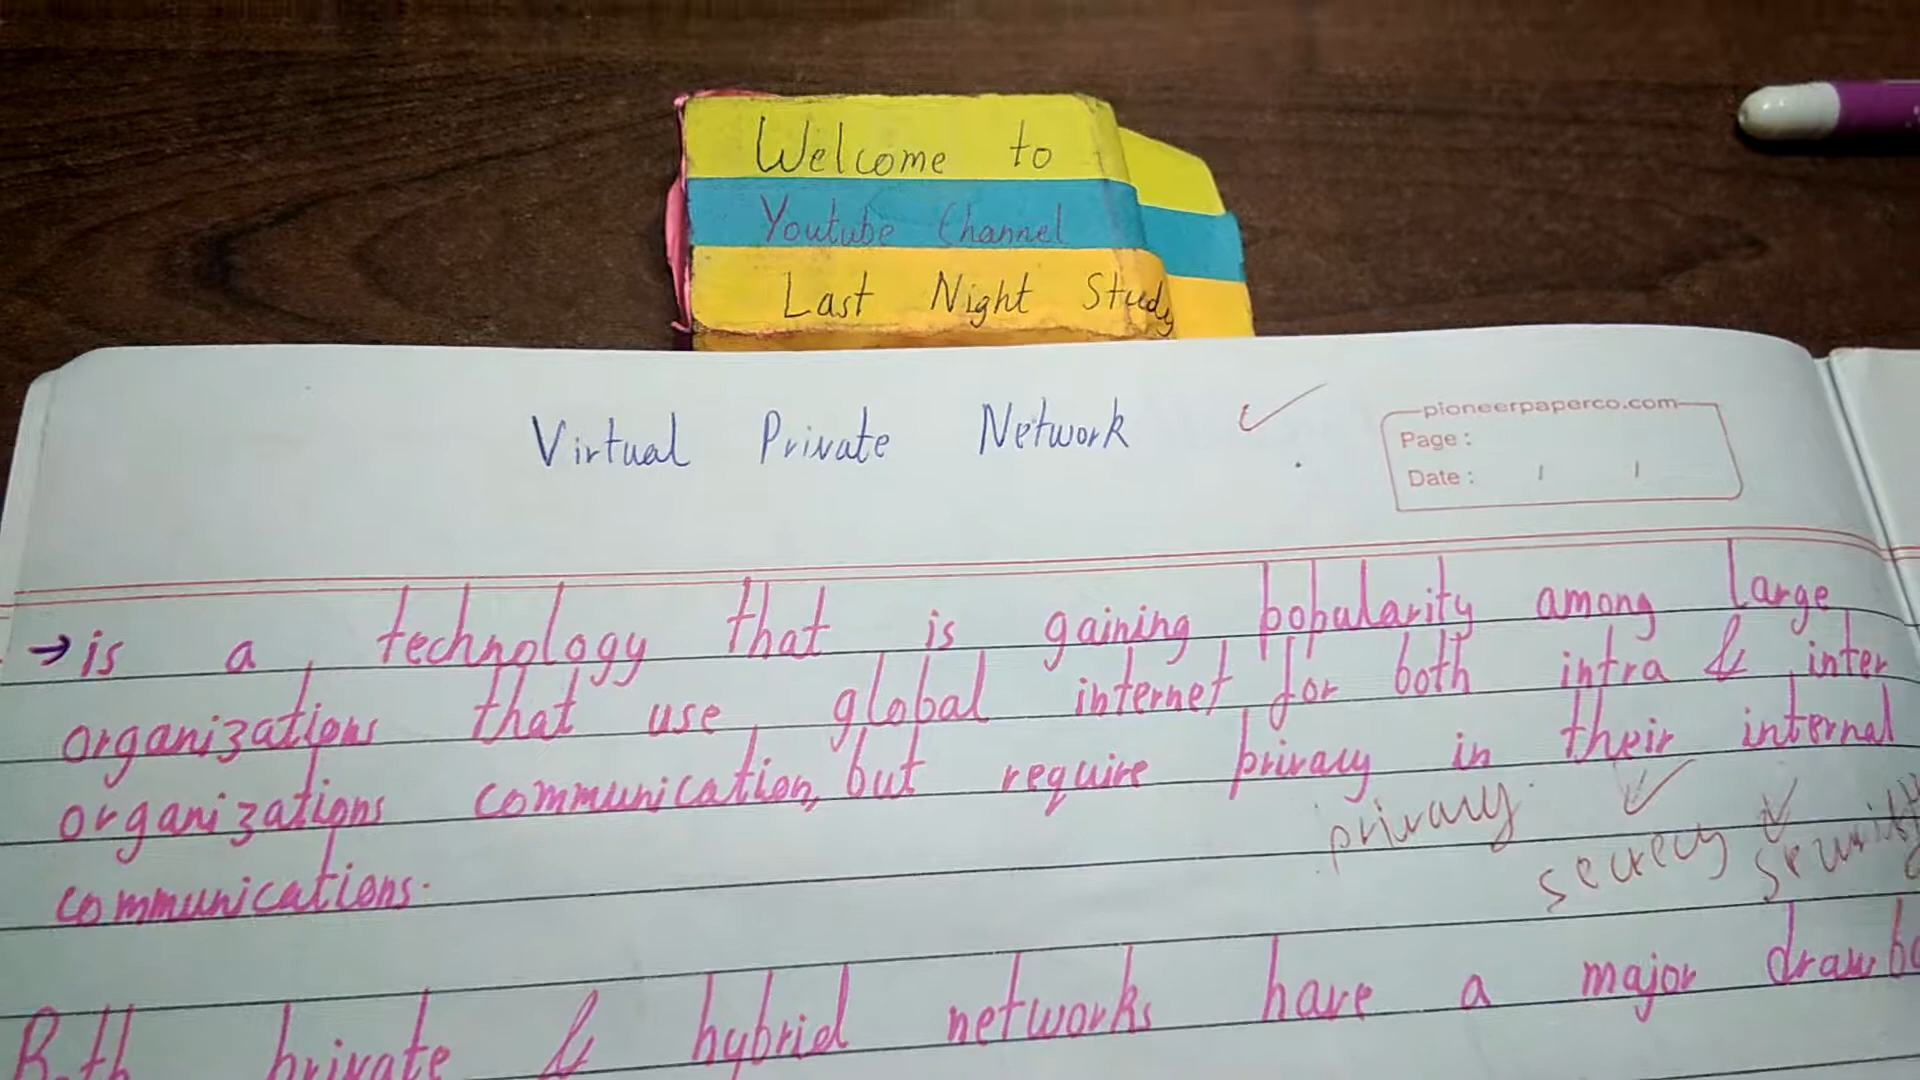 Welcome to
Youtube Channel
Last Night Study
Virtual Private Network
pioneerpaperco.com
Page :
Date : / /
→ is a technology that is gaining popularity among large
organizations that use global internet for both intra & inter
organizations communication, but require privacy in their internal
privacy.
secrecy security
communications.
Both private & hybrid networks have a major